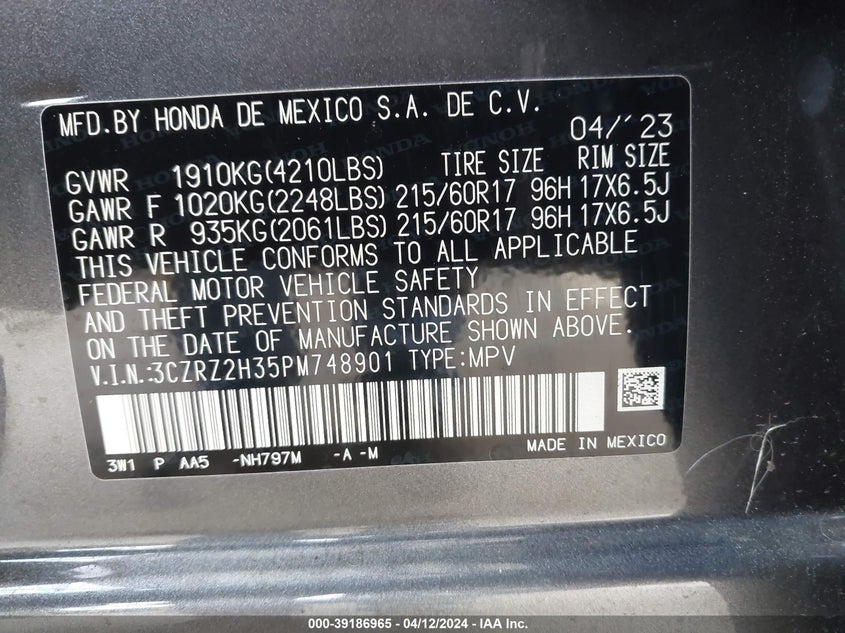 MFD.BY HONDA DE MEXICO S.A. DE C.V.
04/'23
GVWR 1910KG(4210LBS) TIRE SIZE RIM SIZE
GAWR F 1020KG(2248LBS) 215/60R17 96H 17X6.5J
GAWR R 935KG(2061LBS) 215/60R17 96H 17X6.5J
THIS VEHICLE CONFORMS TO ALL APPLICABLE
FEDERAL MOTOR VEHICLE SAFETY
AND THEFT PREVENTION STANDARDS IN EFFECT
ON THE DATE OF MANUFACTURE SHOWN ABOVE.
V.I.N.:3CZRZ2H35PM748901 TYPE:MPV
3W1 P AA5 -NH797M -A -M
MADE IN MEXICO
000-39186965 - 04/12/2024 - IAA Inc.